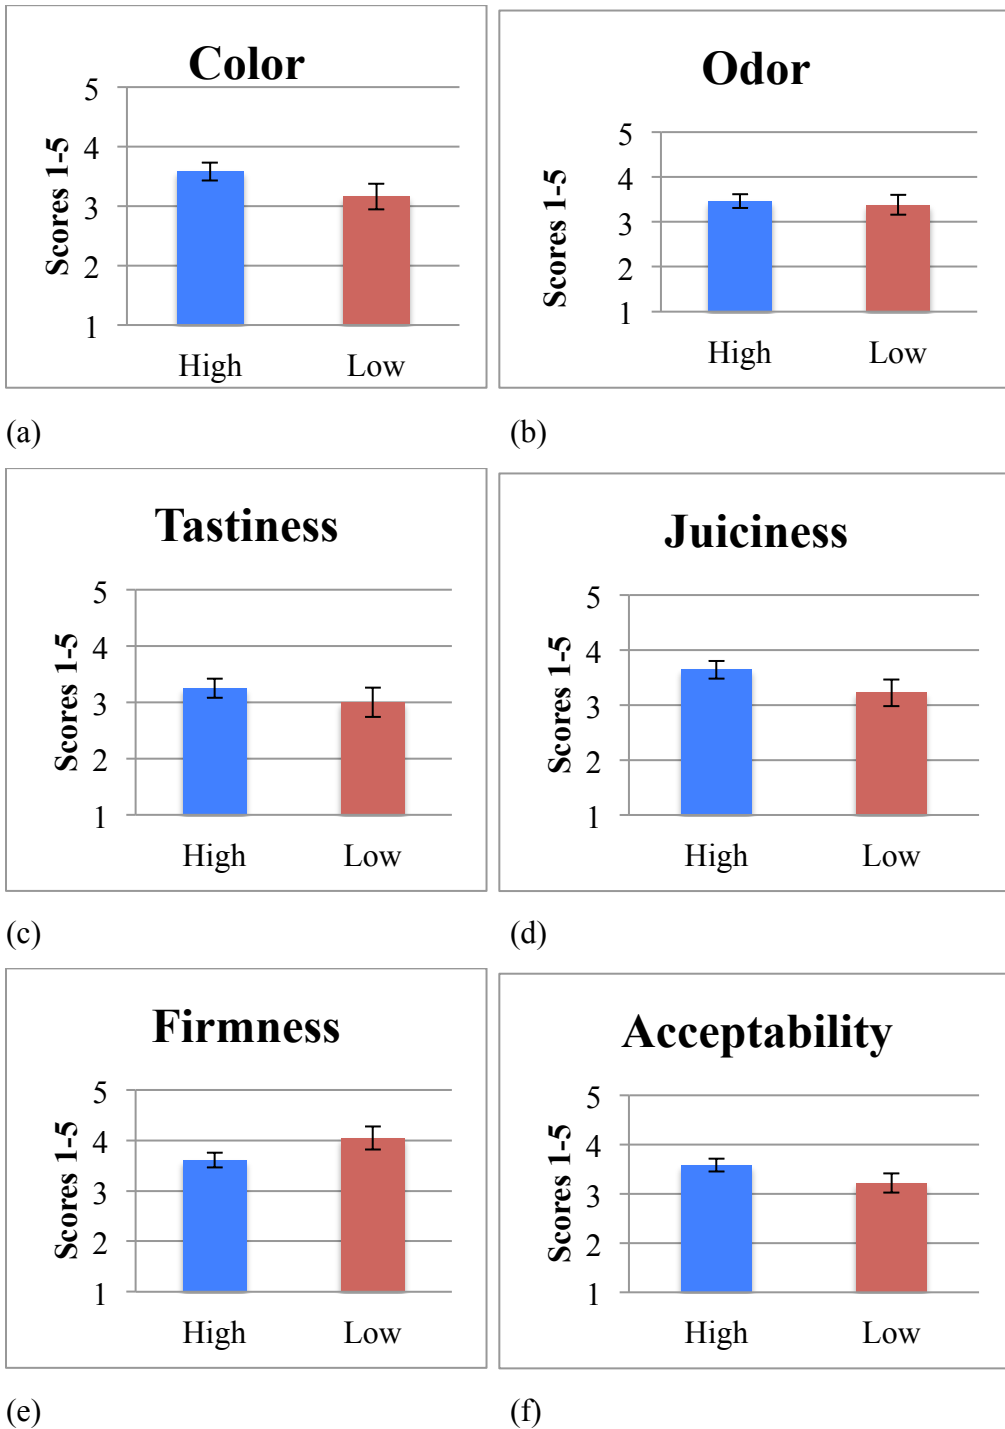 Color
Scores 1-5
5
4
3
2
1
High Low
(a)
Odor
Scores 1-5
5
4
3
2
1
High Low
(b)
Tastiness
Scores 1-5
5
4
3
2
1
High Low
(c)
Juiciness
Scores 1-5
5
4
3
2
1
High Low
(d)
Firmness
Scores 1-5
5
4
3
2
1
High Low
(e)
Acceptability
Scores 1-5
5
4
3
2
1
High Low
(f)